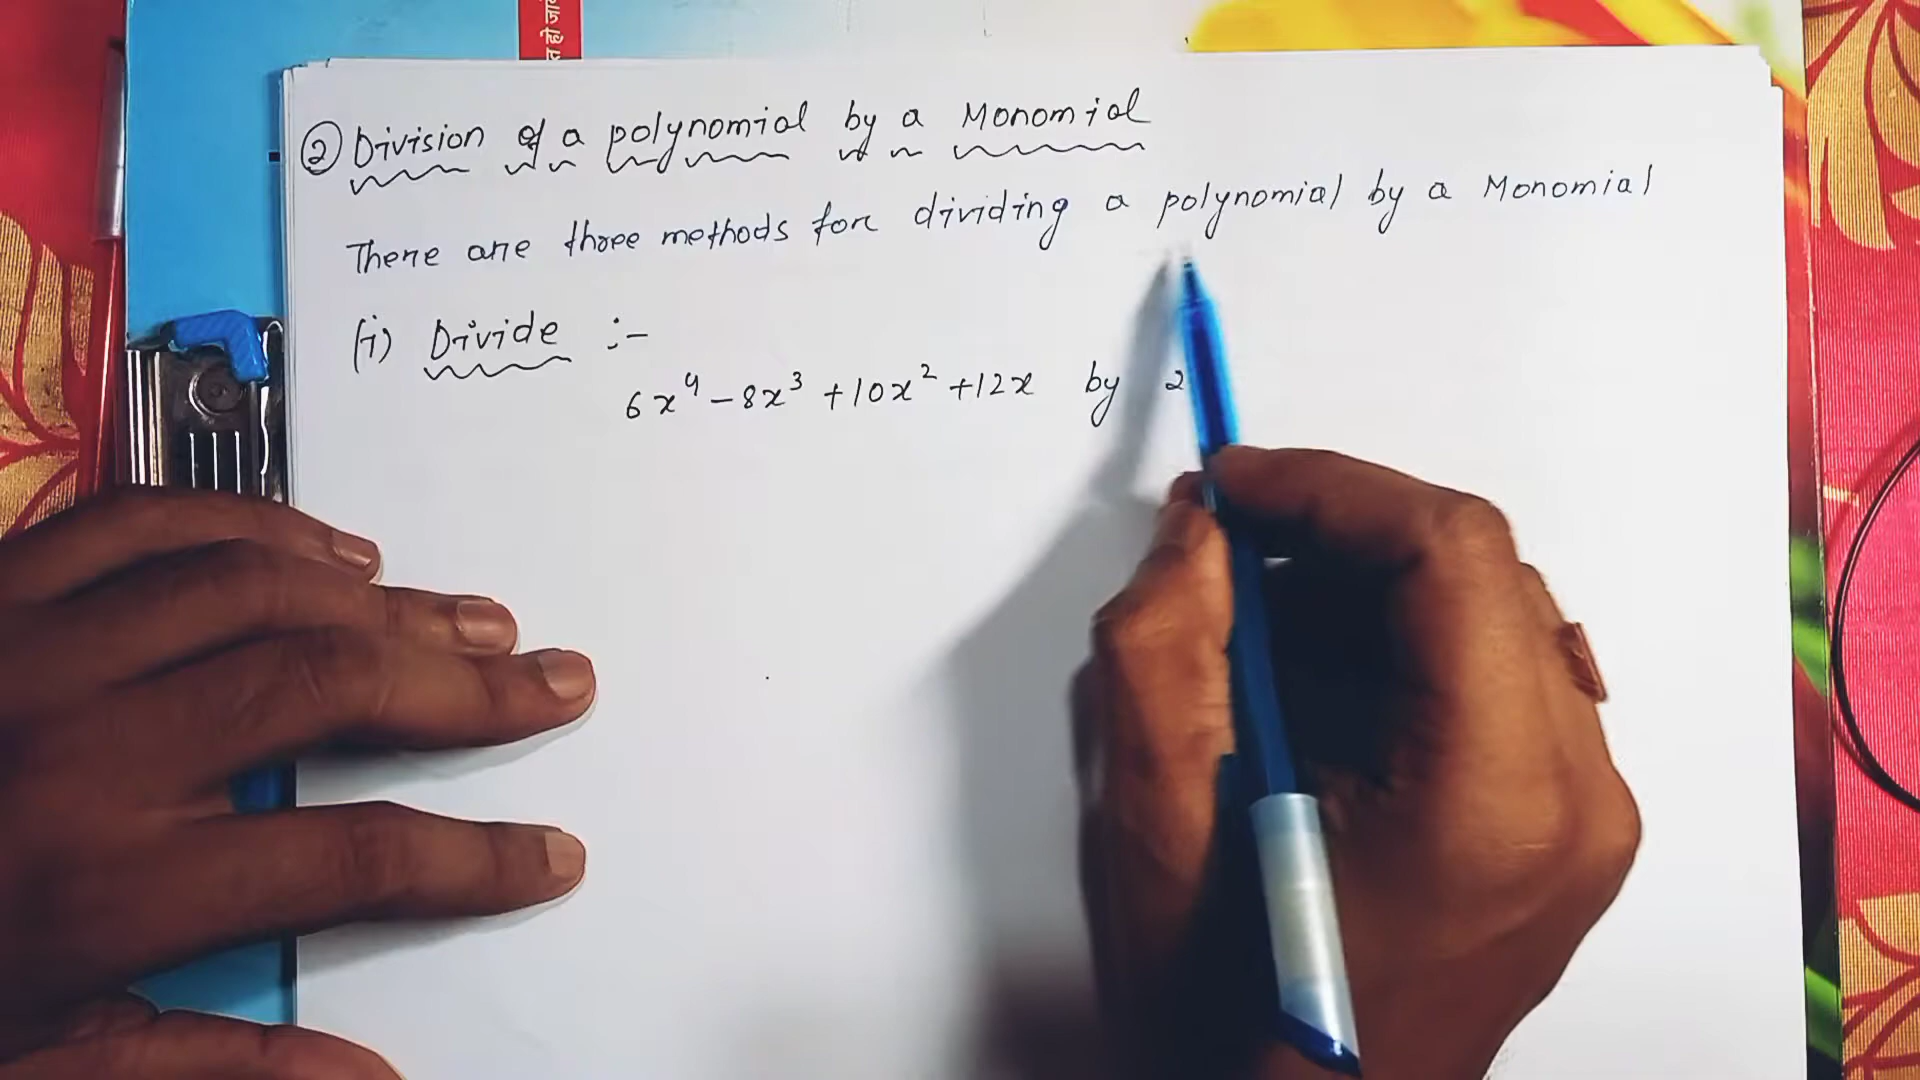 त हो जा
② Division of a polynomial by a Monomial
There are three methods for dividing a polynomial by a Monomial
(i) Divide :-
6x⁴ - 8x³ + 10x² + 12x by 2